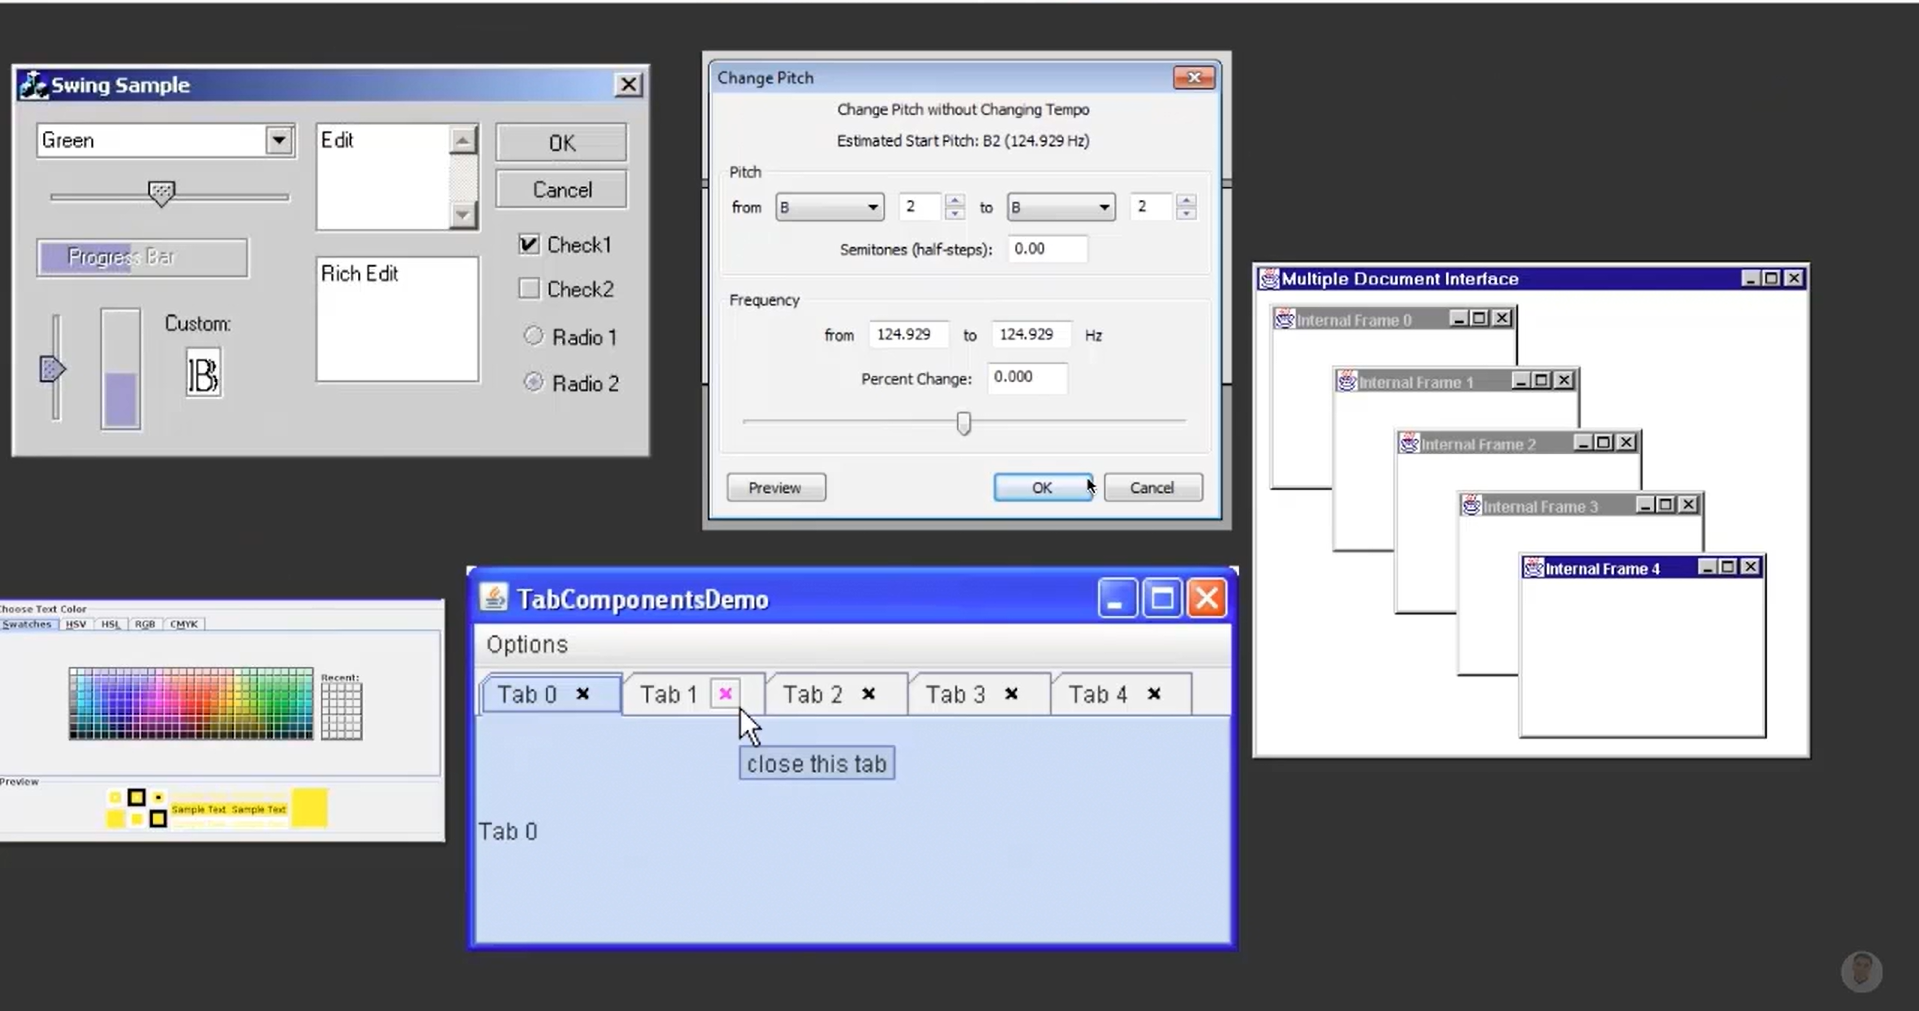 Swing Sample
Green
Edit
OK
Cancel
Progress Bar
Rich Edit
Check1
Check2
Custom:
B
Radio 1
Radio 2
Change Pitch
Change Pitch without Changing Tempo
Estimated Start Pitch: B2 (124.929 Hz)
Pitch
from B 2 to B 2
Semitones (half-steps): 0.00
Frequency
from 124.929 to 124.929 Hz
Percent Change: 0.000
Preview OK Cancel
Multiple Document Interface
Internal Frame 0
Internal Frame 1
Internal Frame 2
Internal Frame 3
Internal Frame 4
Choose Text Color
Swatches HSV HSL RGB CMYK
Recent:
Preview
Sample Text Sample Text
TabComponentsDemo
Options
Tab 0 Tab 1 Tab 2 Tab 3 Tab 4
close this tab
Tab 0